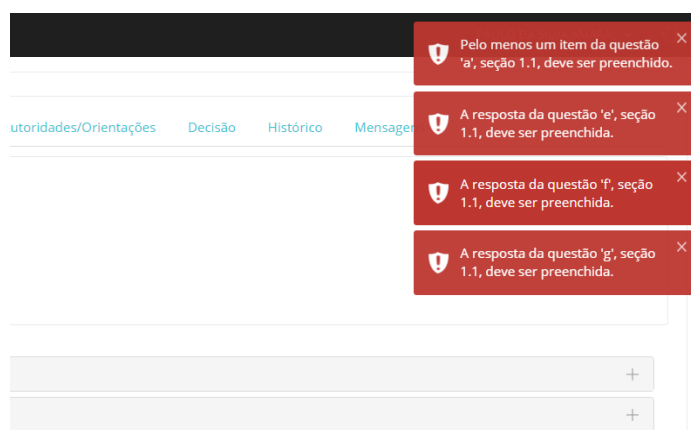 Pelo menos um item da questão
'a', seção 1.1, deve ser preenchido.
A resposta da questão 'e', seção
1.1, deve ser preenchida.
utoridades/Orientações Decisão Histórico Mensagen
A resposta da questão 'f', seção
1.1, deve ser preenchida.
A resposta da questão 'g', seção
1.1, deve ser preenchida.